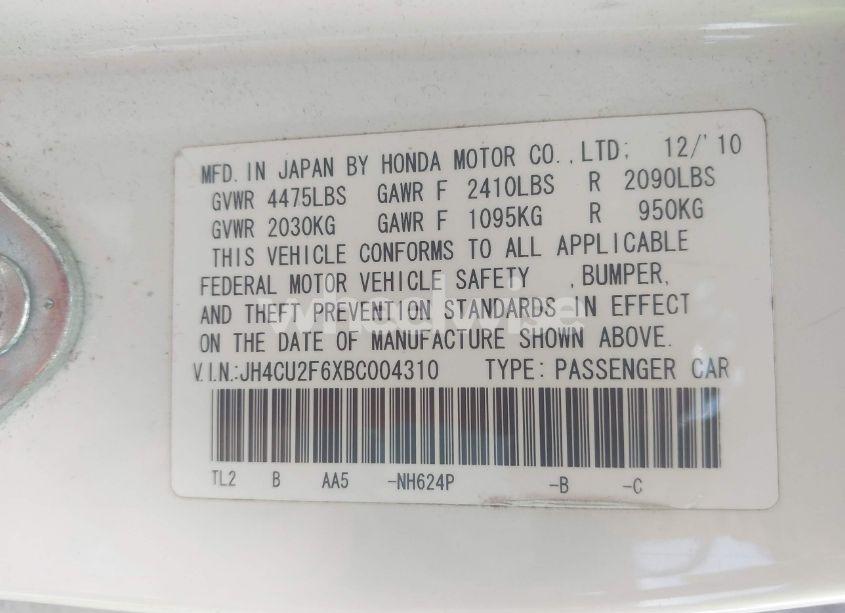 MFD. IN JAPAN BY HONDA MOTOR CO.,LTD; 12/'10
GVWR 4475LBS GAWR F 2410LBS R 2090LBS
GVWR 2030KG GAWR F 1095KG R 950KG
THIS VEHICLE CONFORMS TO ALL APPLICABLE
FEDERAL MOTOR VEHICLE SAFETY ,BUMPER,
AND THEFT PREVENTION STANDARDS IN EFFECT
ON THE DATE OF MANUFACTURE SHOWN ABOVE.
V.I.N.:JH4CU2F6XBC004310 TYPE: PASSENGER CAR
TL2 B AA5 -NH624P -B -C
wheelwise